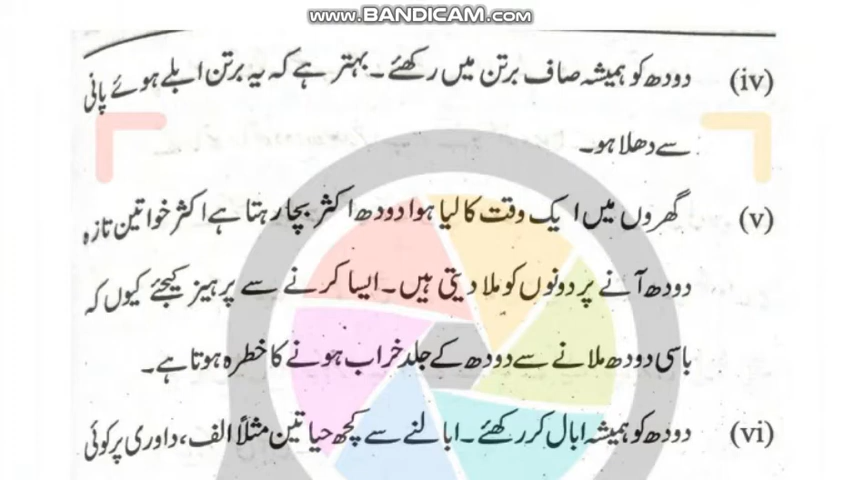 www.BANDICAM.com
(iv) دودھ کو ہمیشہ صاف برتن میں رکھئے۔ بہتر ہے کہ یہ برتن ابلے ہوئے پانی
سے دھلا ہو۔
(v) گھروں میں ایک وقت کا لیا ہوا دودھ اکثر بچا رہتا ہے اکثر خواتین تازہ
دودھ آنے پر دونوں کو ملا دیتی ہیں۔ ایسا کرنے سے پرہیز کیجئے کیوں کہ
باسی دودھ ملانے سے دودھ کے جلد خراب ہونے کا خطرہ ہوتا ہے۔
(vi) دودھ کو ہمیشہ ابال کر رکھئے۔ ابالنے سے کچھ حیاتین مثلاً الف، داوری پر کوئی